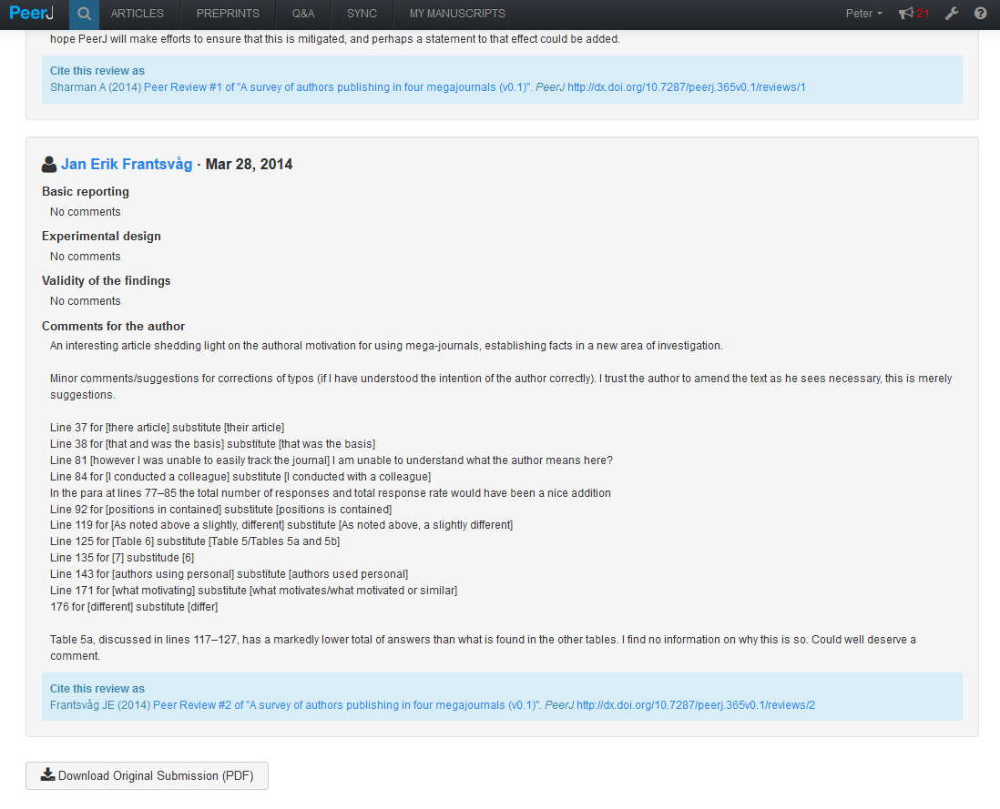 PeerJ ARTICLES PREPRINTS Q&A SYNC MY MANUSCRIPTS Peter 21
hope PeerJ will make efforts to ensure that this is mitigated, and perhaps a statement to that effect could be added.
Cite this review as
Sharman A (2014) Peer Review #1 of "A survey of authors publishing in four megajournals (v0.1)". PeerJ http://dx.doi.org/10.7287/peerj.365v0.1/reviews/1
Jan Erik Frantsvåg · Mar 28, 2014
Basic reporting
No comments
Experimental design
No comments
Validity of the findings
No comments
Comments for the author
An interesting article shedding light on the authoral motivation for using mega-journals, establishing facts in a new area of investigation.
Minor comments/suggestions for corrections of typos (if I have understood the intention of the author correctly). I trust the author to amend the text as he sees necessary, this is merely
suggestions.
Line 37 for [there article] substitute [their article]
Line 38 for [that and was the basis] substitute [that was the basis]
Line 81 [however I was unable to easily track the journal] I am unable to understand what the author means here?
Line 84 for [I conducted a colleague] substitute [I conducted with a colleague]
In the para at lines 77–85 the total number of responses and total response rate would have been a nice addition
Line 92 for [positions in contained] substitute [positions is contained]
Line 119 for [As noted above a slightly, different] substitute [As noted above, a slightly different]
Line 125 for [Table 6] substitute [Table 5/Tables 5a and 5b]
Line 135 for [7] substitude [6]
Line 143 for [authors using personal] substitute [authors used personal]
Line 171 for [what motivating] substitute [what motivates/what motivated or similar]
176 for [different] substitute [differ]
Table 5a, discussed in lines 117–127, has a markedly lower total of answers than what is found in the other tables. I find no information on why this is so. Could well deserve a
comment.
Cite this review as
Frantsvåg JE (2014) Peer Review #2 of "A survey of authors publishing in four megajournals (v0.1)". PeerJ http://dx.doi.org/10.7287/peerj.365v0.1/reviews/2
Download Original Submission (PDF)